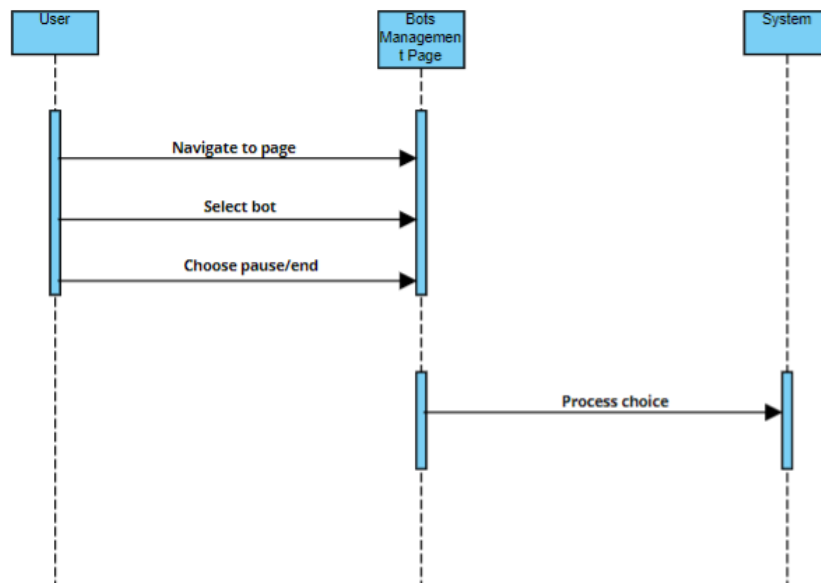 User
Bots
Managemen
t Page
System
Navigate to page
Select bot
Choose pause/end
Process choice